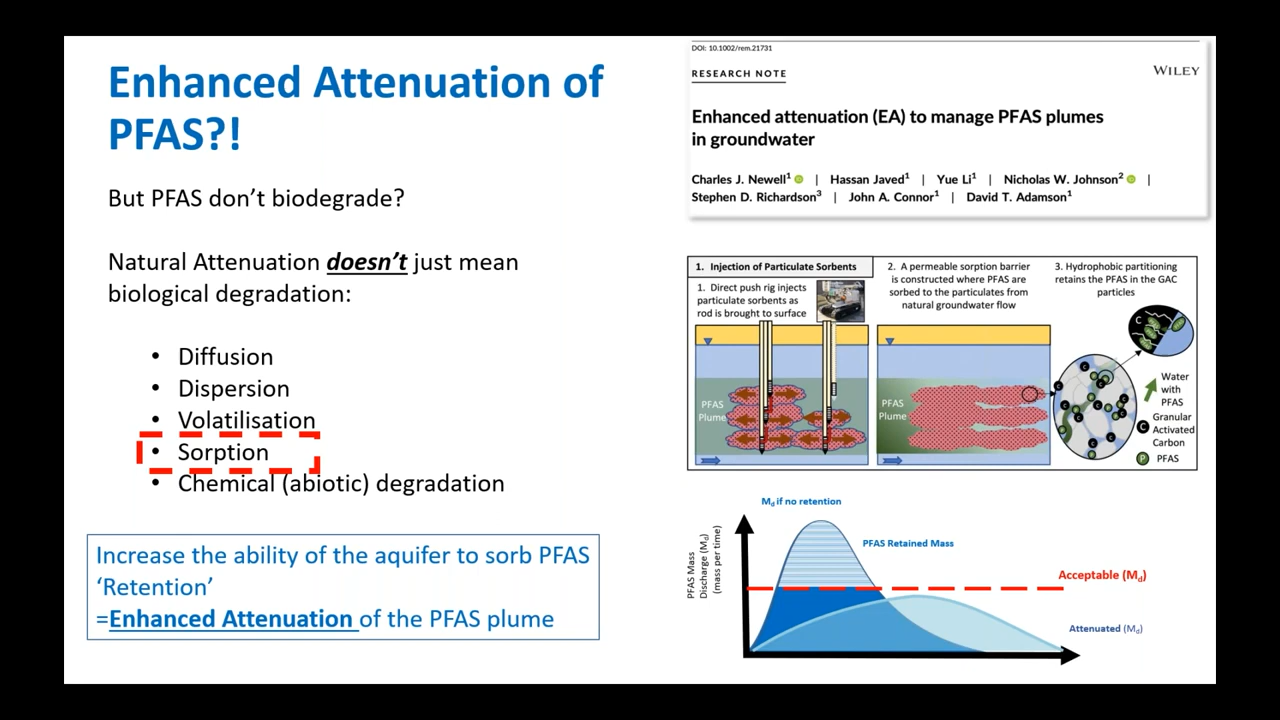 Enhanced Attenuation of
PFAS?!
But PFAS don’t biodegrade?
Natural Attenuation doesn’t just mean
biological degradation:
• Diffusion
• Dispersion
• Volatilisation
• Sorption
• Chemical (abiotic) degradation
Increase the ability of the aquifer to sorb PFAS
‘Retention’
=Enhanced Attenuation of the PFAS plume
DOI: 10.1002/rem.21731
RESEARCH NOTE
WILEY
Enhanced attenuation (EA) to manage PFAS plumes
in groundwater
Charles J. Newell1 | Hassan Javed1 | Yue Li1 | Nicholas W. Johnson2 |
Stephen D. Richardson3 | John A. Connor1 | David T. Adamson1
1. Injection of Particulate Sorbents
1. Direct push rig injects
particulate sorbents as
rod is brought to surface
PFAS
Plume
2. A permeable sorption barrier
is constructed where PFAS are
sorbed to the particulates from
natural groundwater flow
PFAS
Plume
3. Hydrophobic partitioning
retains the PFAS in the GAC
particles
C
Water
with
PFAS
C Granular
Activated
Carbon
P PFAS
Md if no retention
PFAS Mass
Discharge (Md)
(mass per time)
PFAS Retained Mass
Acceptable (Md)
Attenuated (Md)